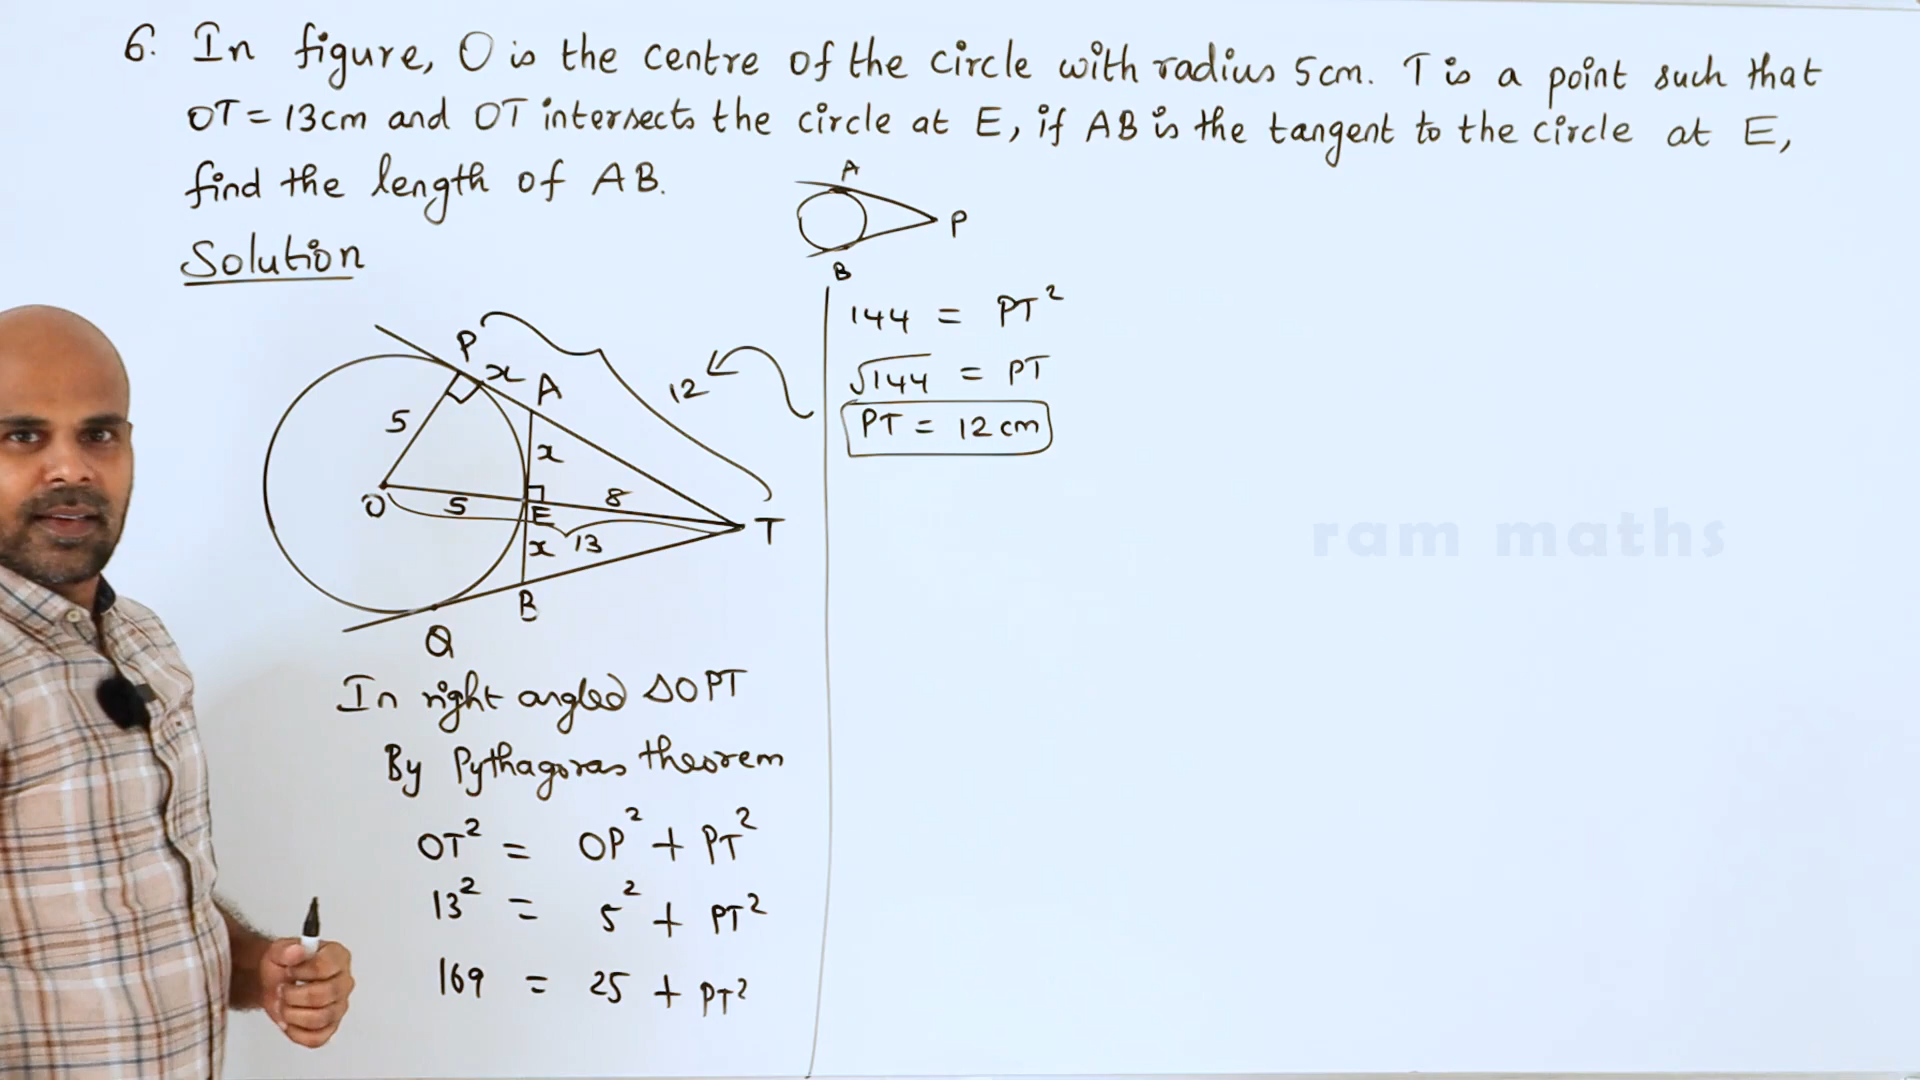 6. In figure, O is the centre of the circle with radius 5cm. T is a point such that
OT = 13cm and OT intersects the circle at E, if AB is the tangent to the circle at E,
find the length of AB.
Solution
A
P
B
P
x
A
5
x
12
O
5
E
8
T
x
13
B
Q
In right angled ΔOPT
By Pythagoras theorem
OT² = OP² + PT²
13² = 5² + PT²
169 = 25 + PT²
144 = PT²
√144 = PT
PT = 12 cm
ram maths